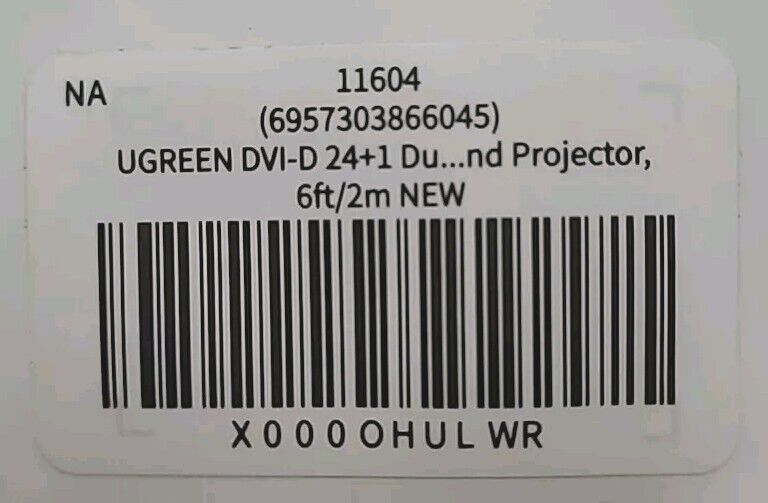 NA
11604
(6957303866045)
UGREEN DVI-D 24+1 Du...nd Projector,
6ft/2m NEW
X000OHULWR